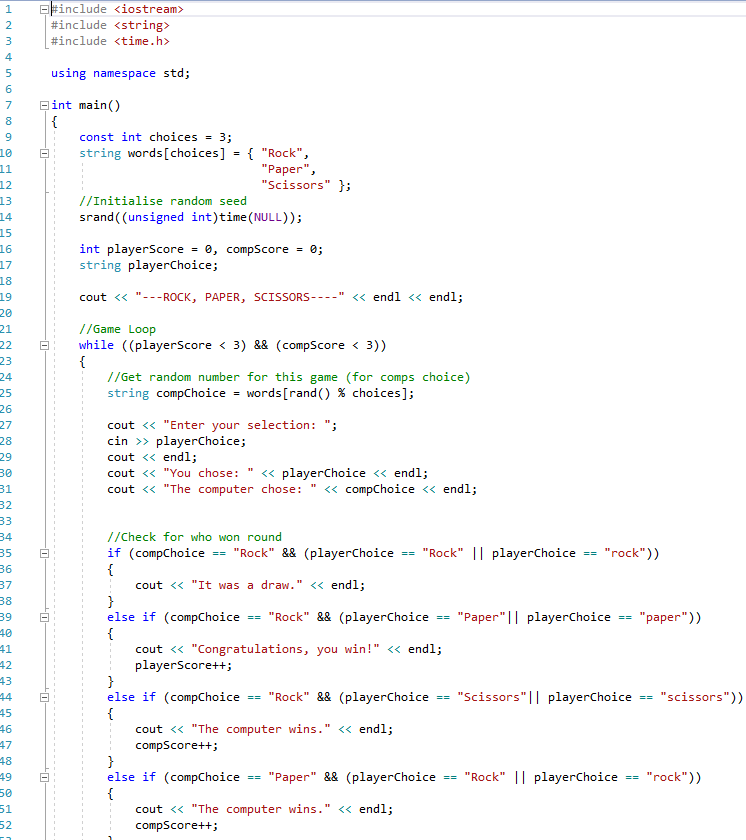 1 #include <iostream>
2 #include <string>
3 #include <time.h>
4
5 using namespace std;
6
7 int main()
8 {
9 const int choices = 3;
10 string words[choices] = { "Rock",
11 "Paper",
12 "Scissors" };
13 //Initialise random seed
14 srand((unsigned int)time(NULL));
15
16 int playerScore = 0, compScore = 0;
17 string playerChoice;
18
19 cout << "---ROCK, PAPER, SCISSORS----" << endl << endl;
20
21 //Game Loop
22 while ((playerScore < 3) && (compScore < 3))
23 {
24 //Get random number for this game (for comps choice)
25 string compChoice = words[rand() % choices];
26
27 cout << "Enter your selection: ";
28 cin >> playerChoice;
29 cout << endl;
30 cout << "You chose: " << playerChoice << endl;
31 cout << "The computer chose: " << compChoice << endl;
32
33
34 //Check for who won round
35 if (compChoice == "Rock" && (playerChoice == "Rock" || playerChoice == "rock"))
36 {
37 cout << "It was a draw." << endl;
38 }
39 else if (compChoice == "Rock" && (playerChoice == "Paper"|| playerChoice == "paper"))
40 {
41 cout << "Congratulations, you win!" << endl;
42 playerScore++;
43 }
44 else if (compChoice == "Rock" && (playerChoice == "Scissors"|| playerChoice == "scissors"))
45 {
46 cout << "The computer wins." << endl;
47 compScore++;
48 }
49 else if (compChoice == "Paper" && (playerChoice == "Rock" || playerChoice == "rock"))
50 {
51 cout << "The computer wins." << endl;
52 compScore++;